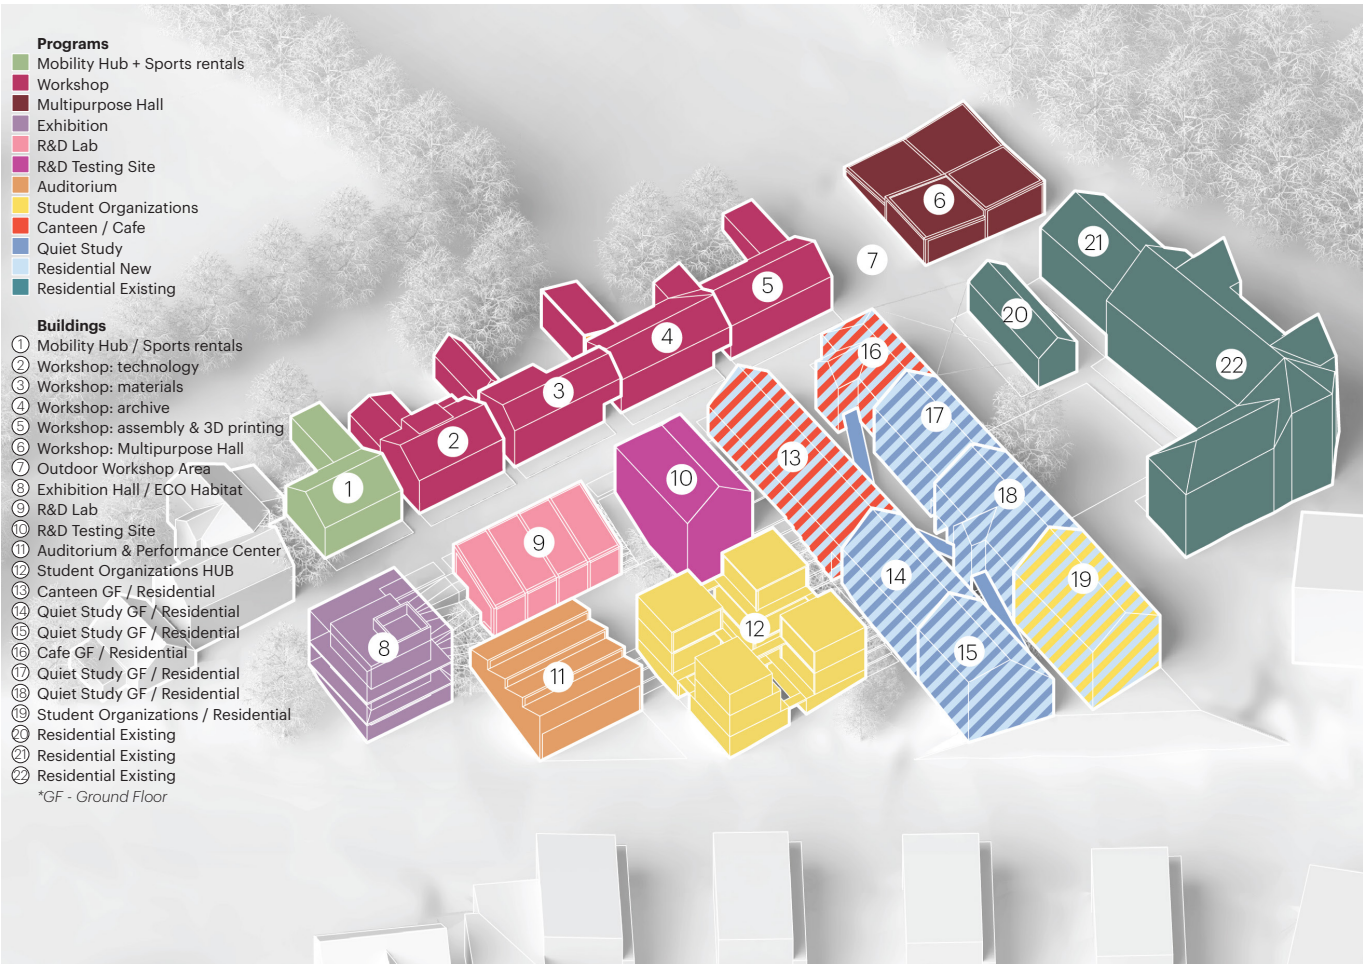 Programs
Mobility Hub + Sports rentals
Workshop
Multipurpose Hall
Exhibition
R&D Lab
R&D Testing Site
Auditorium
Student Organizations
Canteen / Cafe
Quiet Study
Residential New
Residential Existing
Buildings
1 Mobility Hub / Sports rentals
2 Workshop: technology
3 Workshop: materials
4 Workshop: archive
5 Workshop: assembly & 3D printing
6 Workshop: Multipurpose Hall
7 Outdoor Workshop Area
8 Exhibition Hall / ECO Habitat
9 R&D Lab
10 R&D Testing Site
11 Auditorium & Performance Center
12 Student Organizations HUB
13 Canteen GF / Residential
14 Quiet Study GF / Residential
15 Quiet Study GF / Residential
16 Cafe GF / Residential
17 Quiet Study GF / Residential
18 Quiet Study GF / Residential
19 Student Organizations / Residential
20 Residential Existing
21 Residential Existing
22 Residential Existing
*GF - Ground Floor
6
21
7
5
20
4
16
22
3
17
2
13
10
1
18
9
14
19
12
8
15
11